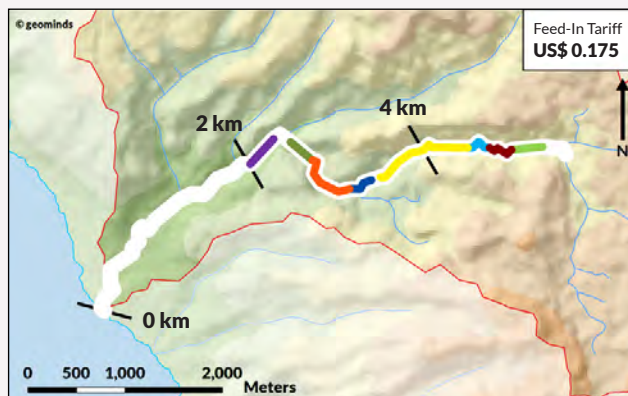 © geominds
Feed-In Tariff
US$ 0.175
4 km
2 km
N
0 km
0 500 1,000 2,000
Meters